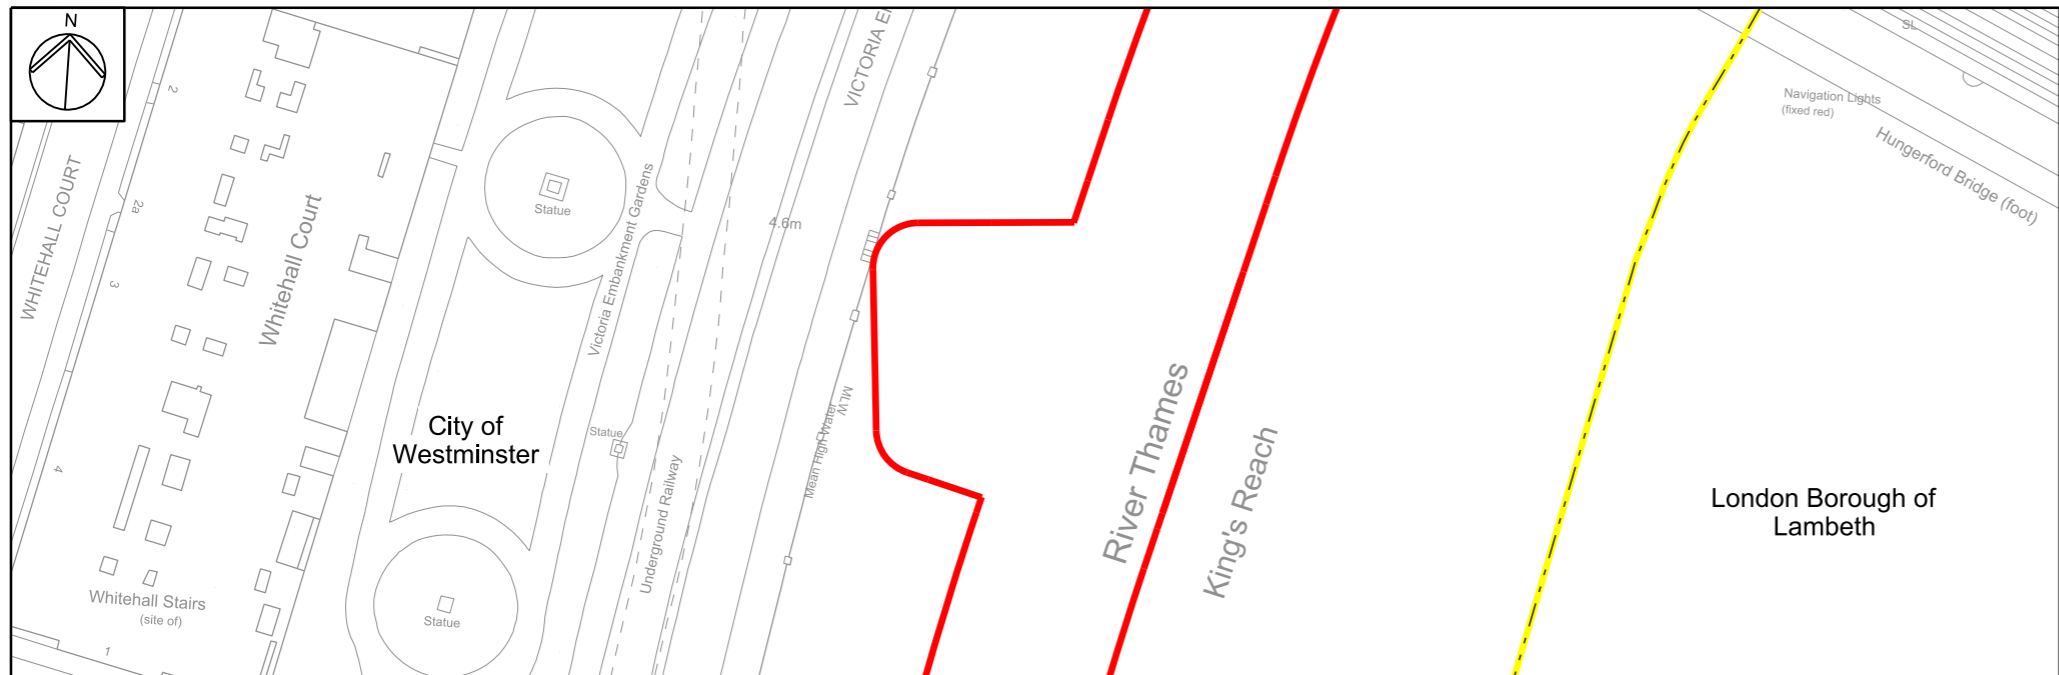 N
VICTORIA E
SL
Navigation Lights
(fixed red)
Hungerford Bridge (foot)
2
WHITEHALL COURT
2a
Whitehall Court
Statue
Victoria Embankment Gardens
4.6m
3
River Thames
King's Reach
MLW
Mean High Water
City of
Westminster
Statue
Underground Railway
4
London Borough of
Lambeth
Whitehall Stairs
(site of)
Statue
1